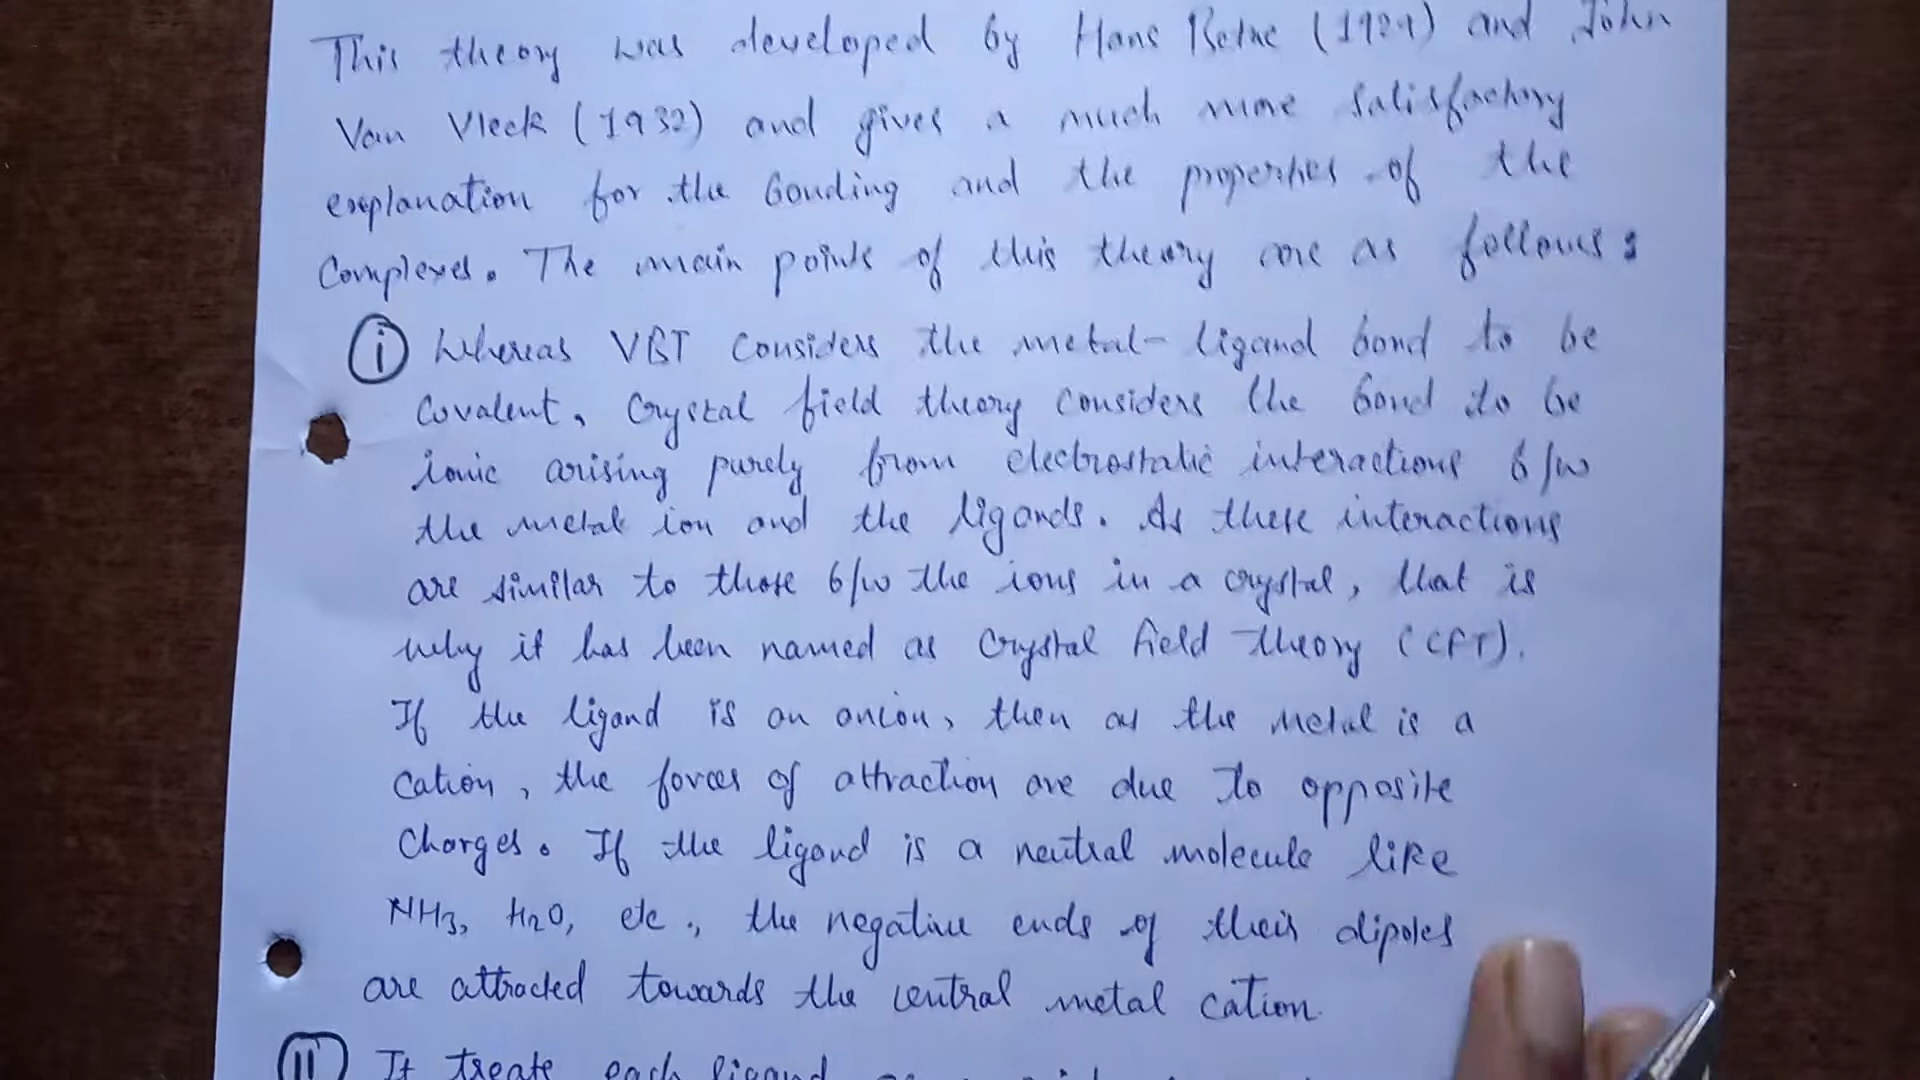 This theory was developed by Hans Bethe (1929) and John
Van Vleck (1932) and gives a much more satisfactory
explanation for the bonding and the properties of the
Complexes. The main points of this theory are as follows:
(i) Whereas VBT considers the metal-ligand bond to be
Covalent, Crystal field theory considers the bond to be
ionic arising purely from electrostatic interactions b/w
the metal ion and the ligands. As these interactions
are similar to those b/w the ions in a crystal, that is
why it has been named as Crystal field theory (CFT).
If the ligand is an anion, then as the metal is a
Cation, the forces of attraction are due to opposite
Charges. If the ligand is a neutral molecule like
NH3, H2O, etc., the negative ends of their dipoles
are attracted towards the central metal cation.
(II) It treats each ligand